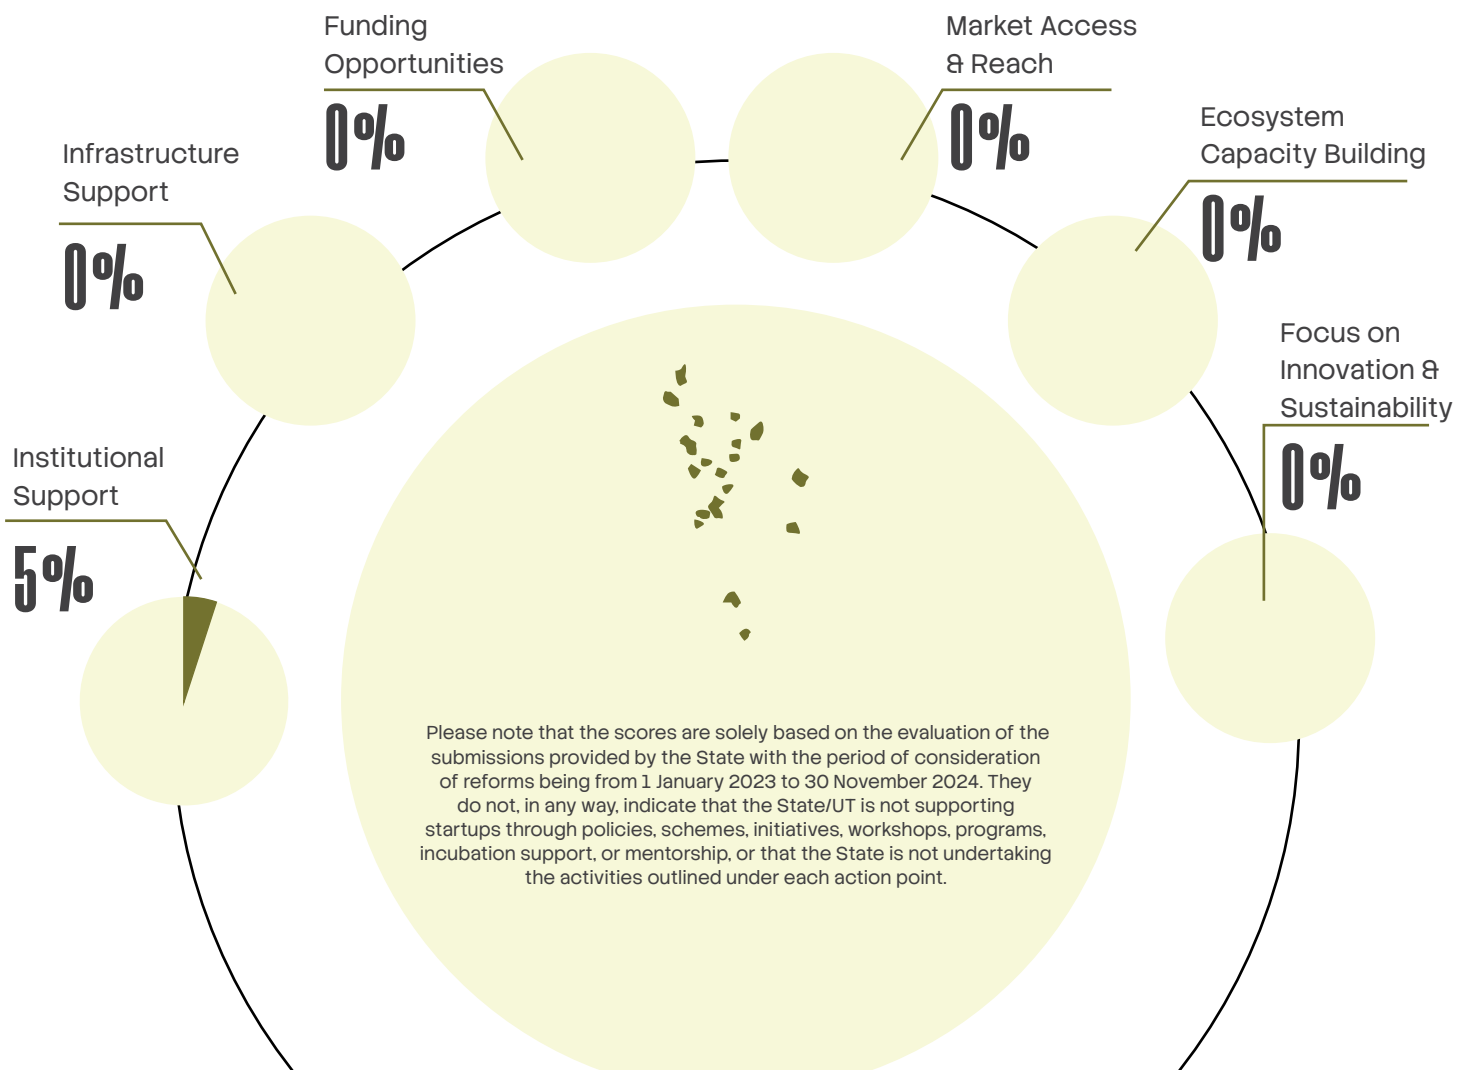 Funding
Opportunities
0%
Market Access
& Reach
0%
Ecosystem
Capacity Building
0%
Infrastructure
Support
0%
Focus on
Innovation &
Sustainability
0%
Institutional
Support
5%
Please note that the scores are solely based on the evaluation of the
submissions provided by the State with the period of consideration
of reforms being from 1 January 2023 to 30 November 2024. They
do not, in any way, indicate that the State/UT is not supporting
startups through policies, schemes, initiatives, workshops, programs,
incubation support, or mentorship, or that the State is not undertaking
the activities outlined under each action point.